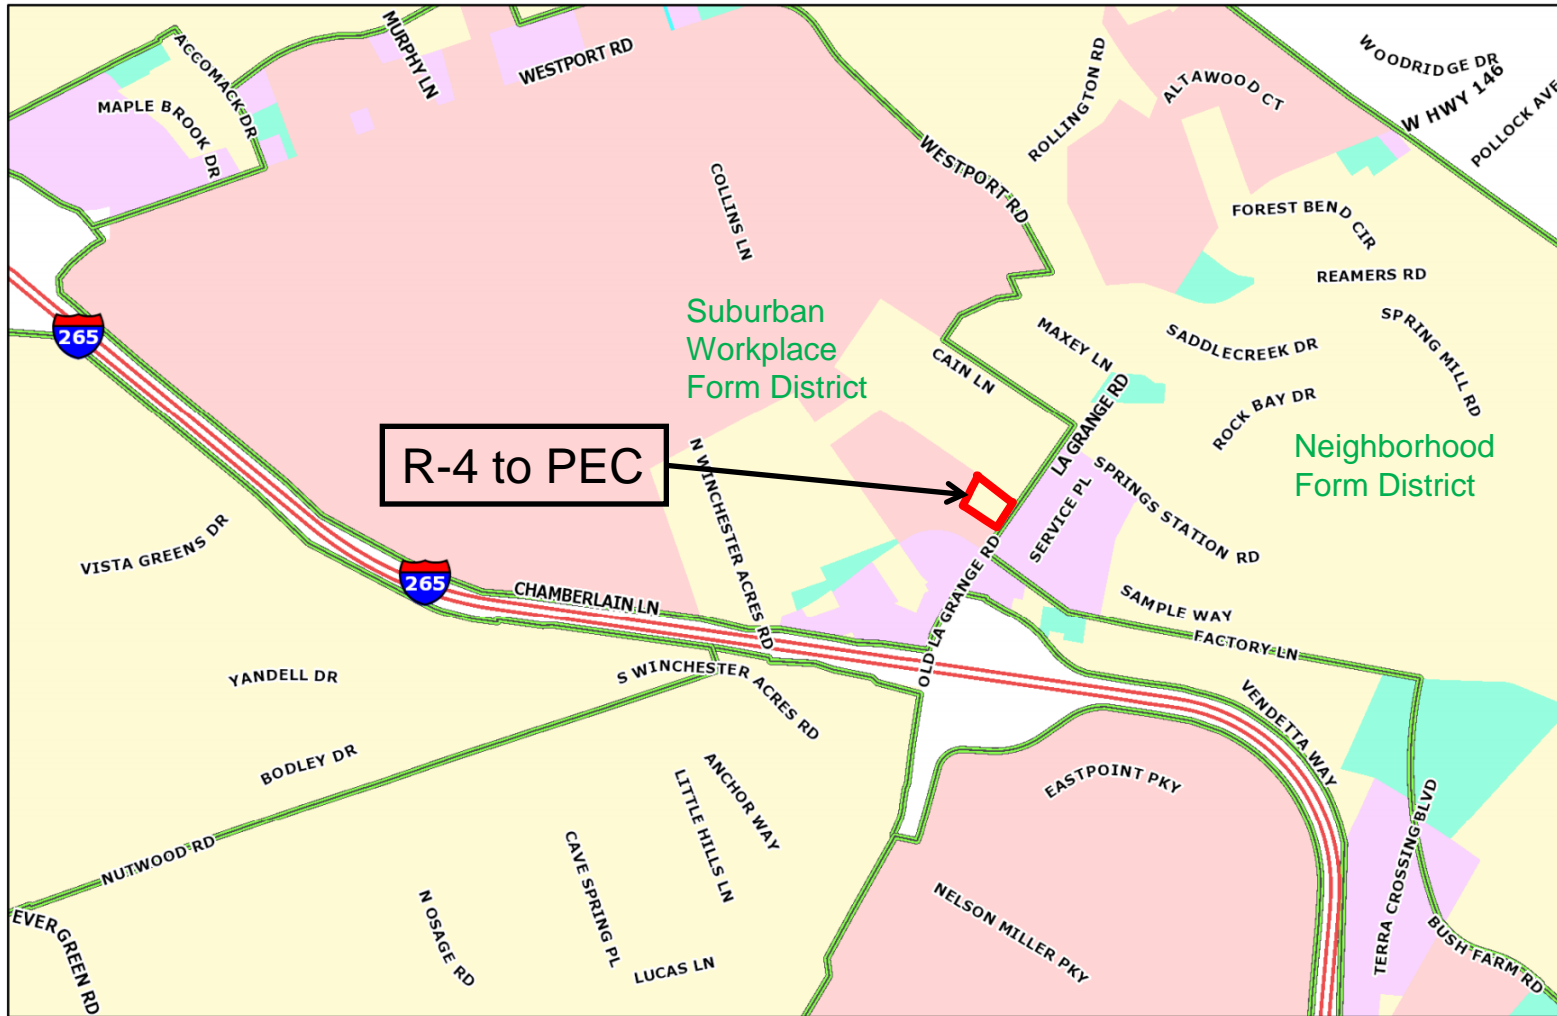 ACCOMACK DR
MURPHY LN
WESTPORT RD
MAPLE BROOK DR
COLLINS LN
WESTPORT RD
ROLLINGTON RD
ALTAWOOD CT
WOODRIDGE DR
W HWY 146
POLLOCK AVE
FOREST BEND CIR
REAMERS RD
SPRING MILL RD
SADDLECREEK DR
MAXEY LN
ROCK BAY DR
CAIN LN
LA GRANGE RD
265
Suburban
Workplace
Form District
Neighborhood
Form District
R-4 to PEC
N WINCHESTER ACRES RD
SERVICE PL
SPRINGS STATION RD
VISTA GREENS DR
265
CHAMBERLAIN LN
OLD LA GRANGE RD
SAMPLE WAY
FACTORY LN
YANDELL DR
S WINCHESTER ACRES RD
VENDETTA WAY
BODLEY DR
ANCHOR WAY
LITTLE HILLS LN
EASTPOINT PKY
NUTWOOD RD
CAVE SPRING PL
TERRA CROSSING BLVD
N OSAGE RD
NELSON MILLER PKY
EVERGREEN RD
LUCAS LN
BUSH FARM RD